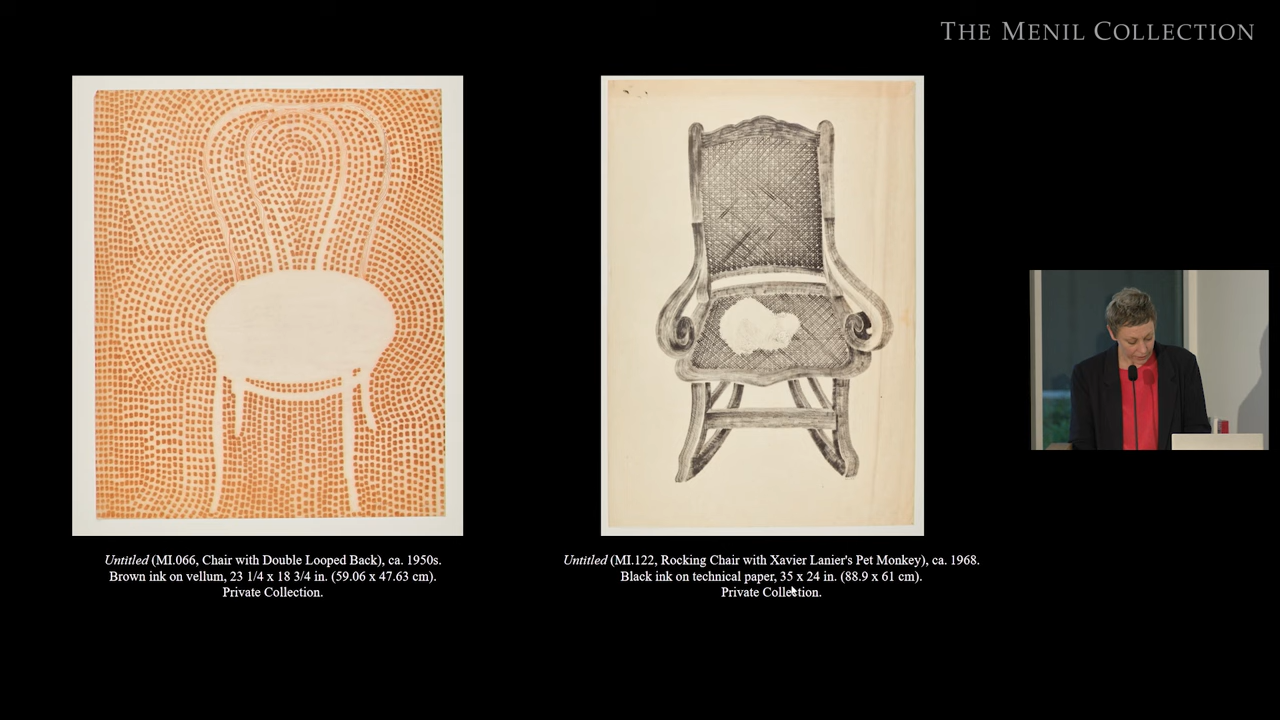 THE MENIL COLLECTION
Untitled (MI.066, Chair with Double Looped Back), ca. 1950s.
Brown ink on vellum, 23 1/4 x 18 3/4 in. (59.06 x 47.63 cm).
Private Collection.
Untitled (MI.122, Rocking Chair with Xavier Lanier's Pet Monkey), ca. 1968.
Black ink on technical paper, 35 x 24 in. (88.9 x 61 cm).
Private Collection.